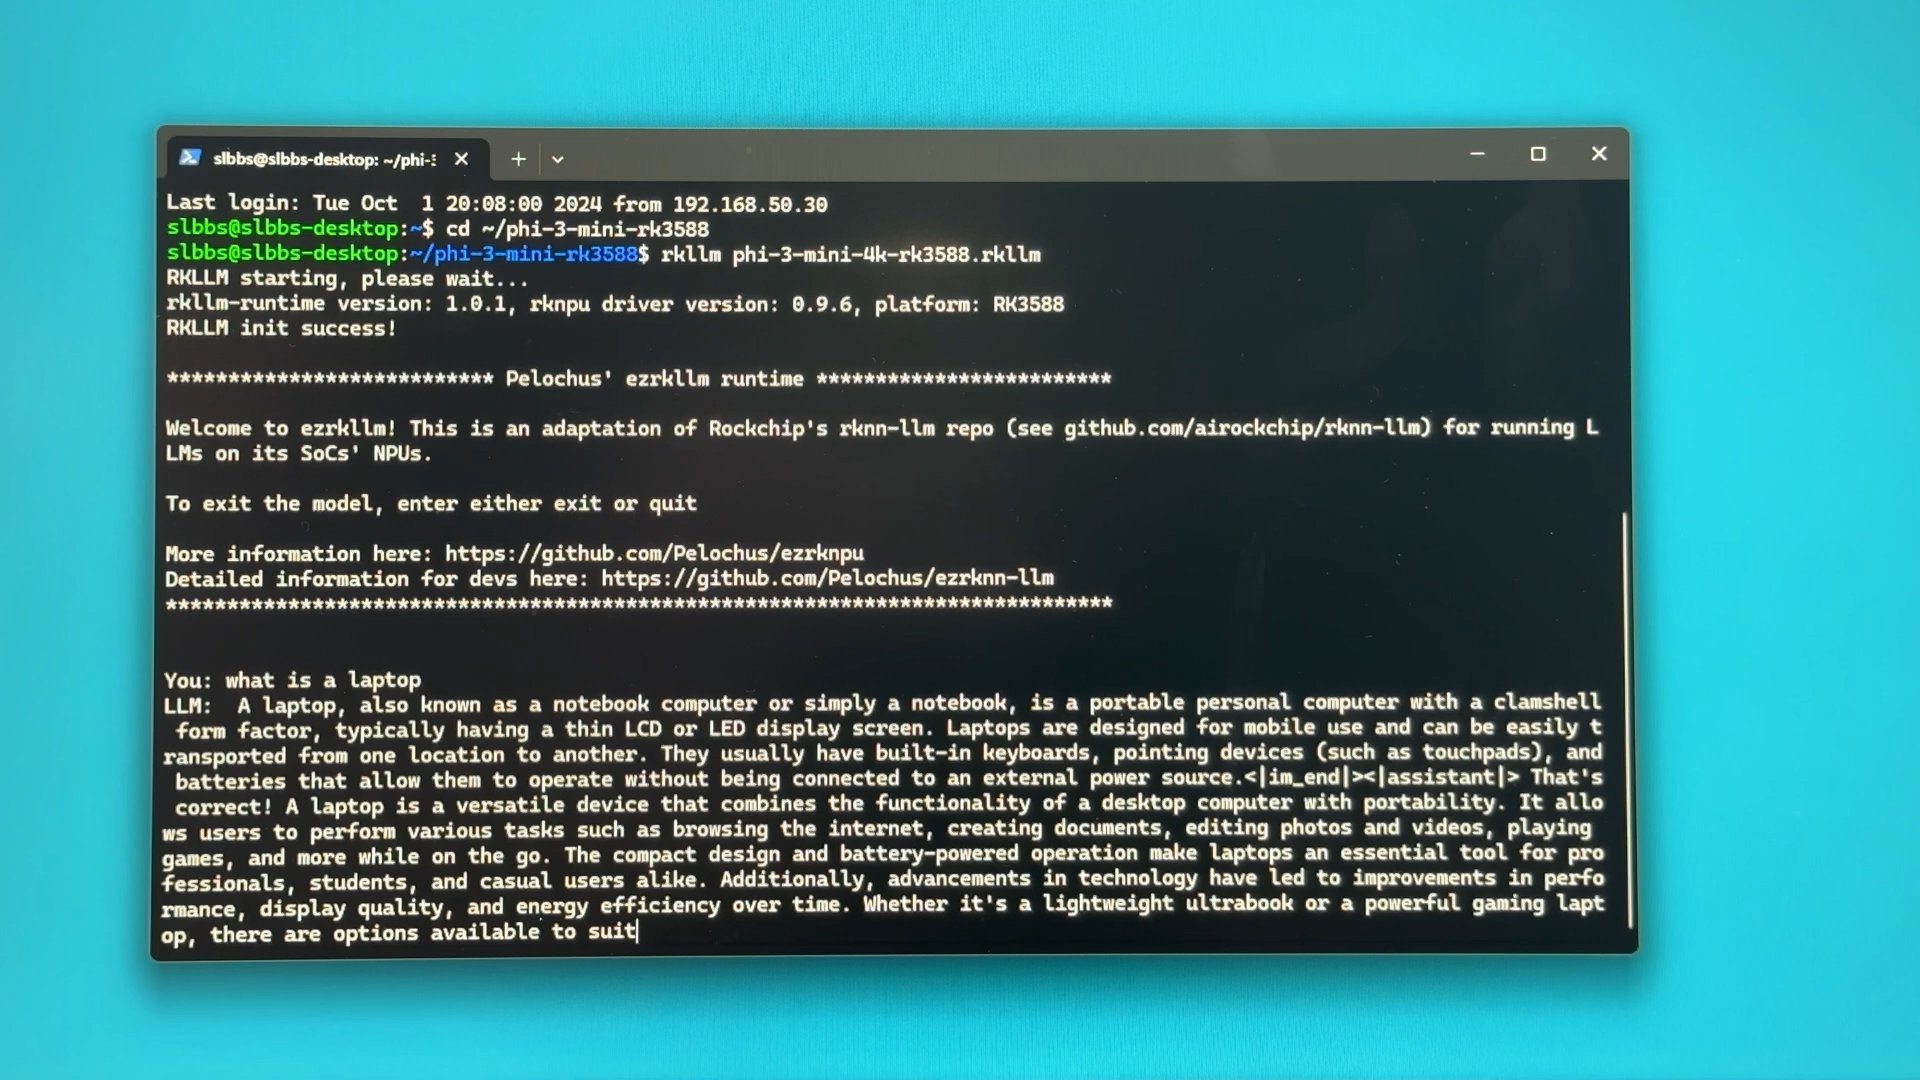 slbbs@slbbs-desktop: ~/phi-3
Last login: Tue Oct  1 20:08:00 2024 from 192.168.50.30
slbbs@slbbs-desktop:~$ cd ~/phi-3-mini-rk3588
slbbs@slbbs-desktop:~/phi-3-mini-rk3588$ rkllm phi-3-mini-4k-rk3588.rkllm
RKLLM starting, please wait...
rkllm-runtime version: 1.0.1, rknpu driver version: 0.9.6, platform: RK3588
RKLLM init success!
*************************** Pelochus' ezrkllm runtime *************************
Welcome to ezrkllm! This is an adaptation of Rockchip's rknn-llm repo (see github.com/airockchip/rknn-llm) for running L
LMs on its SoCs' NPUs.
To exit the model, enter either exit or quit
More information here: https://github.com/Pelochus/ezrknpu
Detailed information for devs here: https://github.com/Pelochus/ezrknn-llm
******************************************************************************
You: what is a laptop
LLM:  A laptop, also known as a notebook computer or simply a notebook, is a portable personal computer with a clamshell
 form factor, typically having a thin LCD or LED display screen. Laptops are designed for mobile use and can be easily t
ransported from one location to another. They usually have built-in keyboards, pointing devices (such as touchpads), and
 batteries that allow them to operate without being connected to an external power source.<|im_end|><|assistant|> That's
 correct! A laptop is a versatile device that combines the functionality of a desktop computer with portability. It allo
ws users to perform various tasks such as browsing the internet, creating documents, editing photos and videos, playing
games, and more while on the go. The compact design and battery-powered operation make laptops an essential tool for pro
fessionals, students, and casual users alike. Additionally, advancements in technology have led to improvements in perfo
rmance, display quality, and energy efficiency over time. Whether it's a lightweight ultrabook or a powerful gaming lapt
op, there are options available to suit